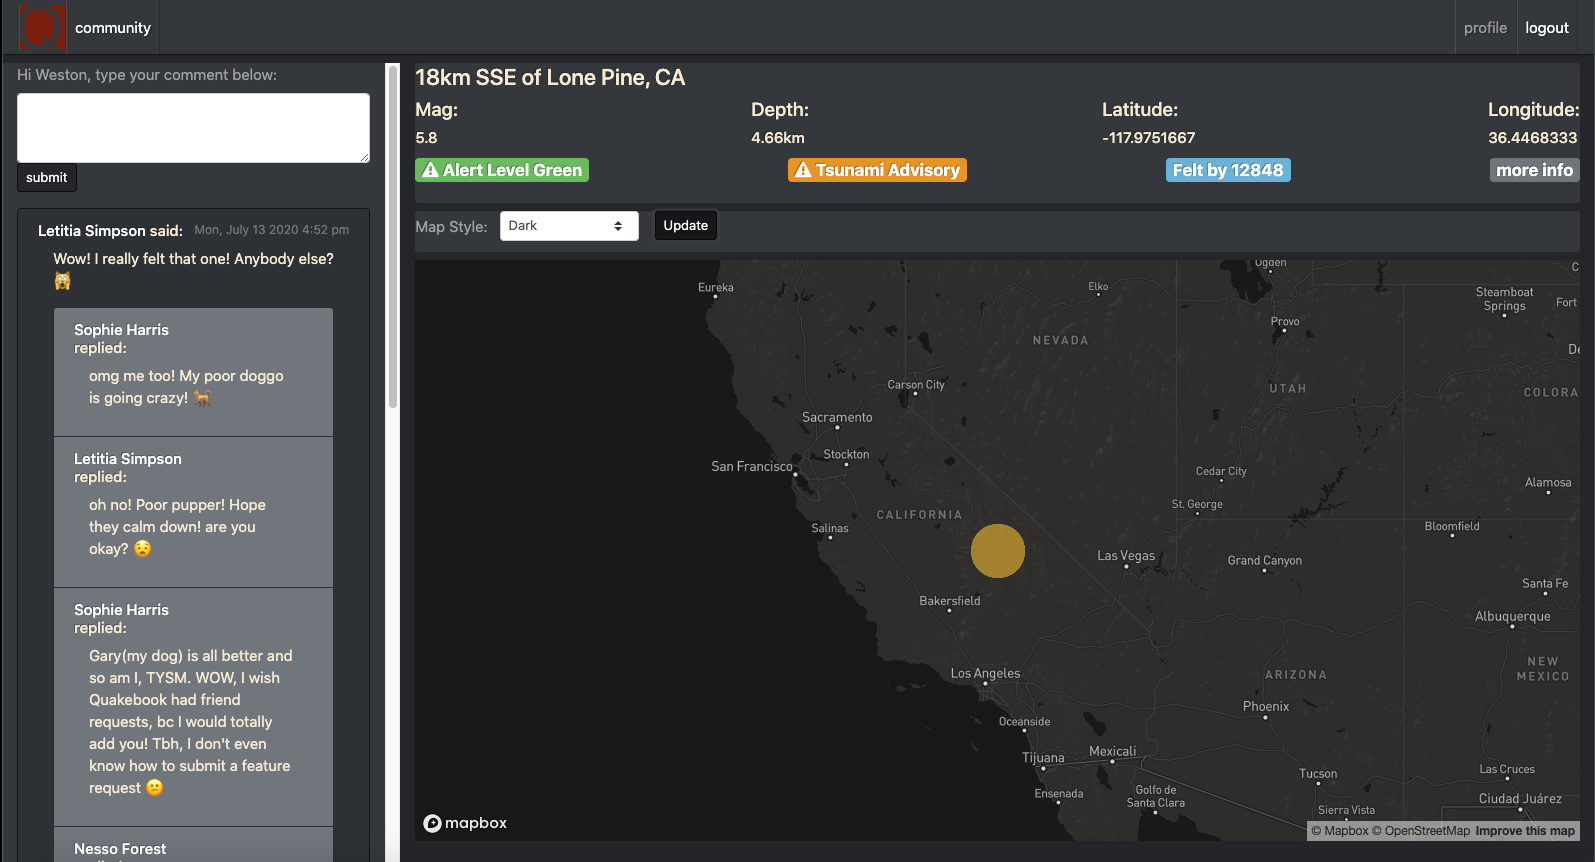 community
profile
logout
Hi Weston, type your comment below:
submit
Letitia Simpson said: Mon, July 13 2020 4:52 pm
Wow! I really felt that one! Anybody else?
🙀
Sophie Harris
replied:
omg me too! My poor doggo
is going crazy! 🐕
Letitia Simpson
replied:
oh no! Poor pupper! Hope
they calm down! are you
okay? 😧
Sophie Harris
replied:
Gary(my dog) is all better and
so am I, TYSM. WOW, I wish
Quakebook had friend
requests, bc I would totally
add you! Tbh, I don't even
know how to submit a feature
request 😕
Nesso Forest
18km SSE of Lone Pine, CA
Mag: Depth: Latitude: Longitude:
5.8 4.66km -117.9751667 36.4468333
Alert Level Green Tsunami Advisory Felt by 12848 more info
Map Style: Dark Update
Ogden
Eureka
Elko
Steamboat
Springs
Fort
Provo
NEVADA
De
Carson City
UTAH
COLORA
Sacramento
Stockton
San Francisco
Cedar City
Alamosa
St. George
CALIFORNIA
Salinas
Bloomfield
Las Vegas
Grand Canyon
Santa Fe
Bakersfield
Albuquerque
Los Angeles
ARIZONA
NEW
MEXICO
Phoenix
Oceanside
Tijuana
Mexicali
Tucson
Las Cruces
Ensenada
Golfo de
Santa Clara
Ciudad Juárez
Sierra Vista
mapbox
© Mapbox © OpenStreetMap Improve this map